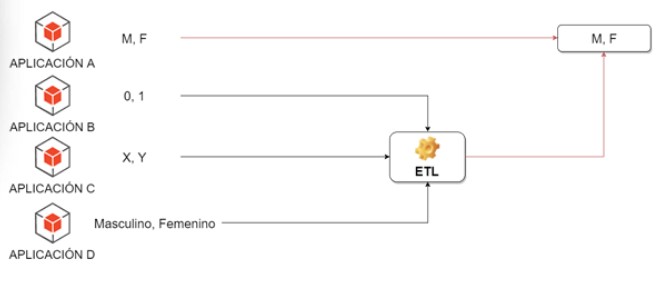 M, F
M, F
APLICACIÓN A
0, 1
APLICACIÓN B
X, Y
ETL
APLICACIÓN C
Masculino, Femenino
APLICACIÓN D